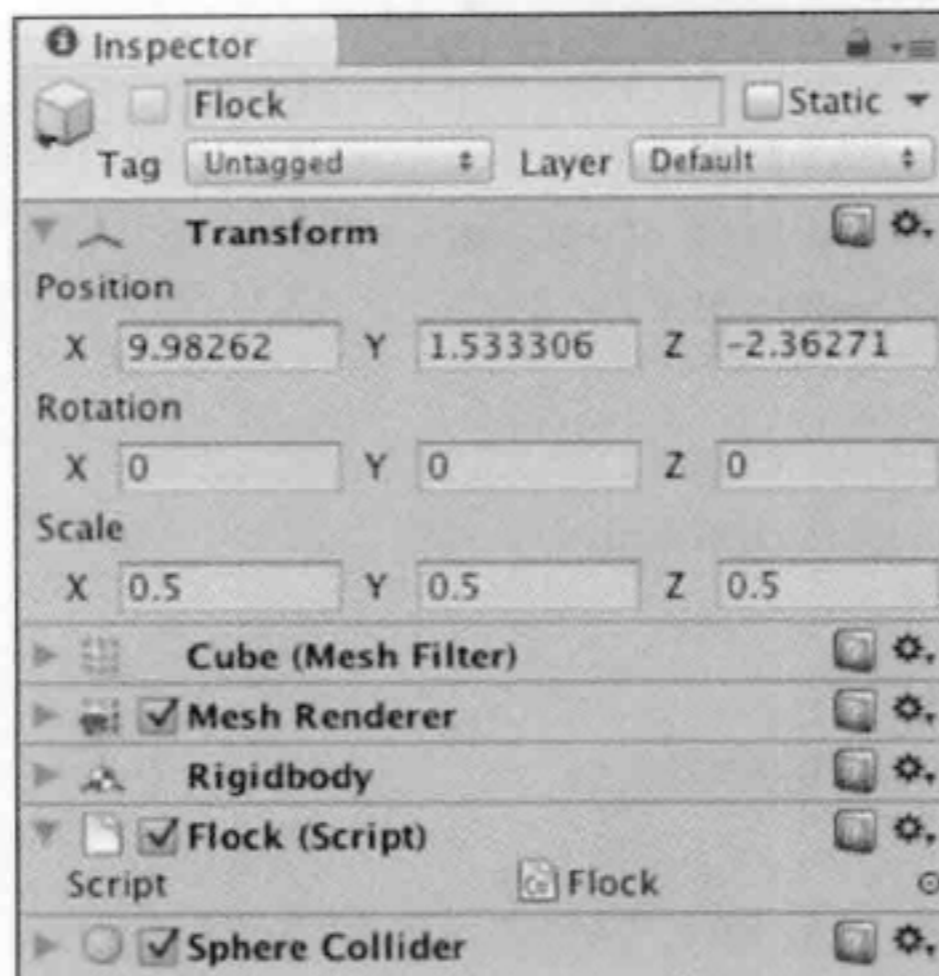 Inspector
Flock Static
Tag Untagged Layer Default
Transform
Position
X 9.98262 Y 1.533306 Z -2.36271
Rotation
X 0 Y 0 Z 0
Scale
X 0.5 Y 0.5 Z 0.5
Cube (Mesh Filter)
Mesh Renderer
Rigidbody
Flock (Script)
Script Flock
Sphere Collider